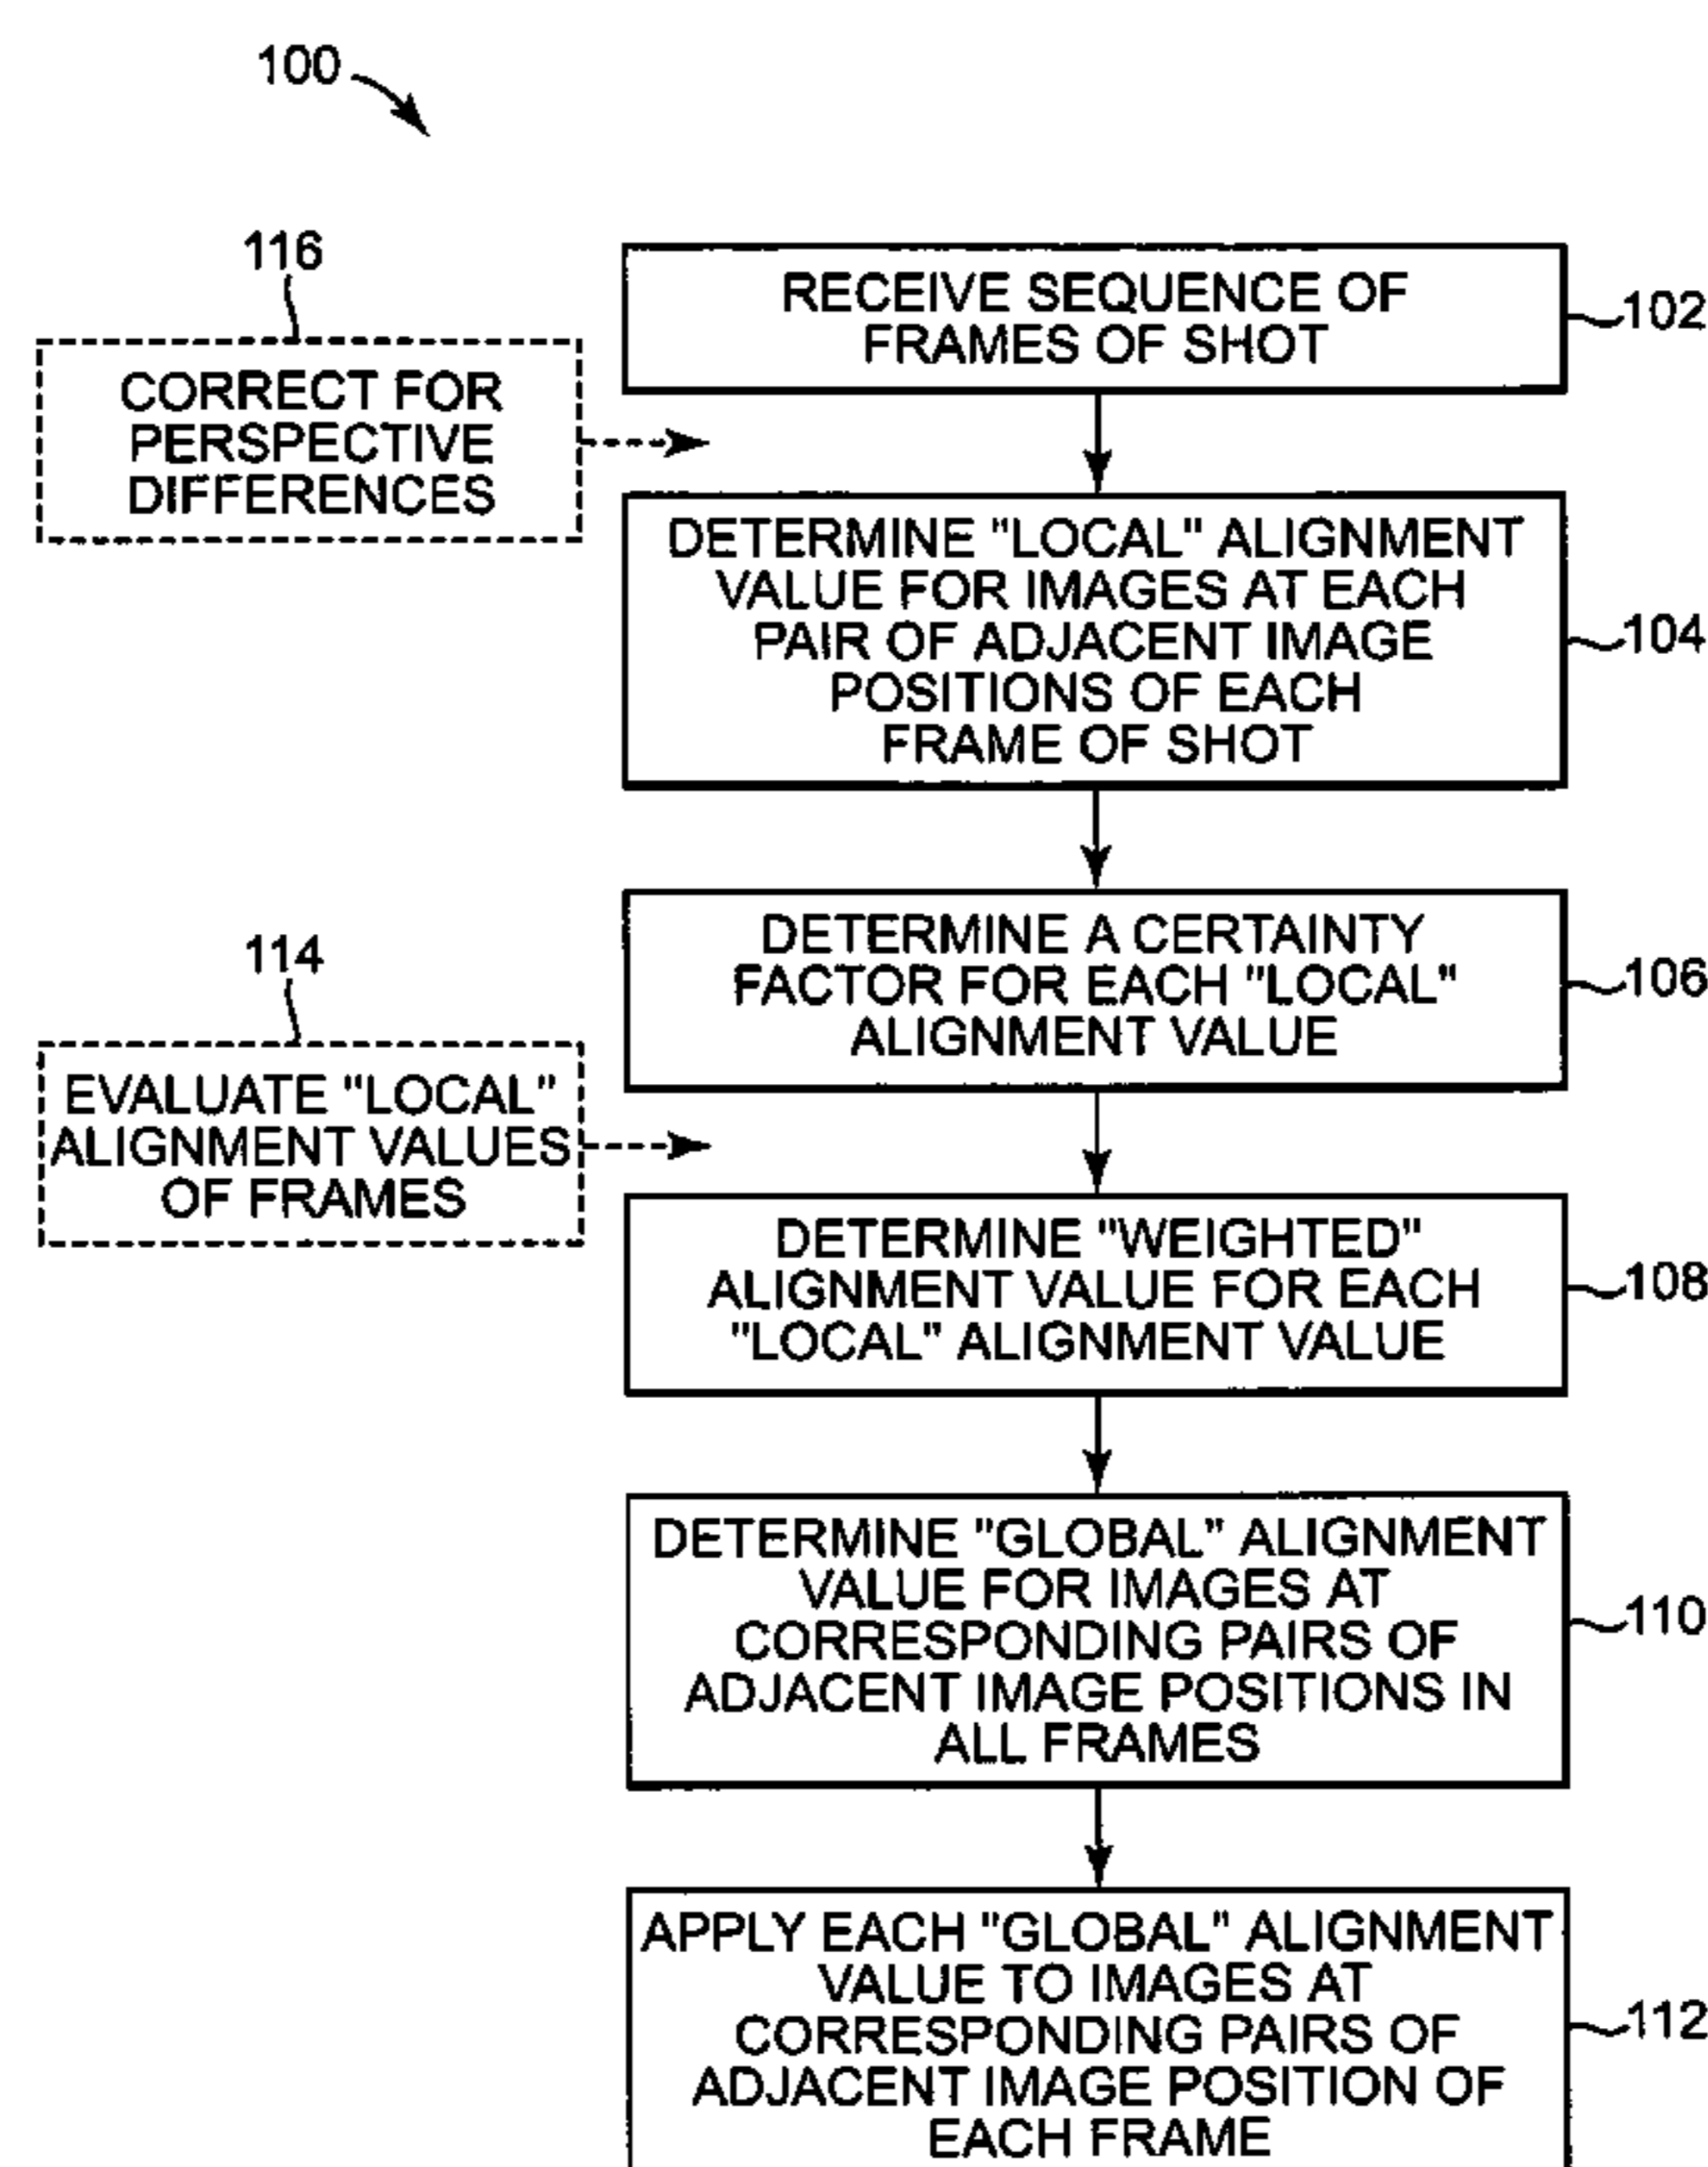 100
116
RECEIVE SEQUENCE OF
FRAMES OF SHOT
102
CORRECT FOR
PERSPECTIVE
DIFFERENCES
DETERMINE "LOCAL" ALIGNMENT
VALUE FOR IMAGES AT EACH
PAIR OF ADJACENT IMAGE
POSITIONS OF EACH
FRAME OF SHOT
104
DETERMINE A CERTAINTY
FACTOR FOR EACH "LOCAL"
ALIGNMENT VALUE
106
114
EVALUATE "LOCAL"
ALIGNMENT VALUES
OF FRAMES
DETERMINE "WEIGHTED"
ALIGNMENT VALUE FOR EACH
"LOCAL" ALIGNMENT VALUE
108
DETERMINE "GLOBAL" ALIGNMENT
VALUE FOR IMAGES AT
CORRESPONDING PAIRS OF
ADJACENT IMAGE POSITIONS IN
ALL FRAMES
110
APPLY EACH "GLOBAL" ALIGNMENT
VALUE TO IMAGES AT
CORRESPONDING PAIRS OF
ADJACENT IMAGE POSITION OF
EACH FRAME
112